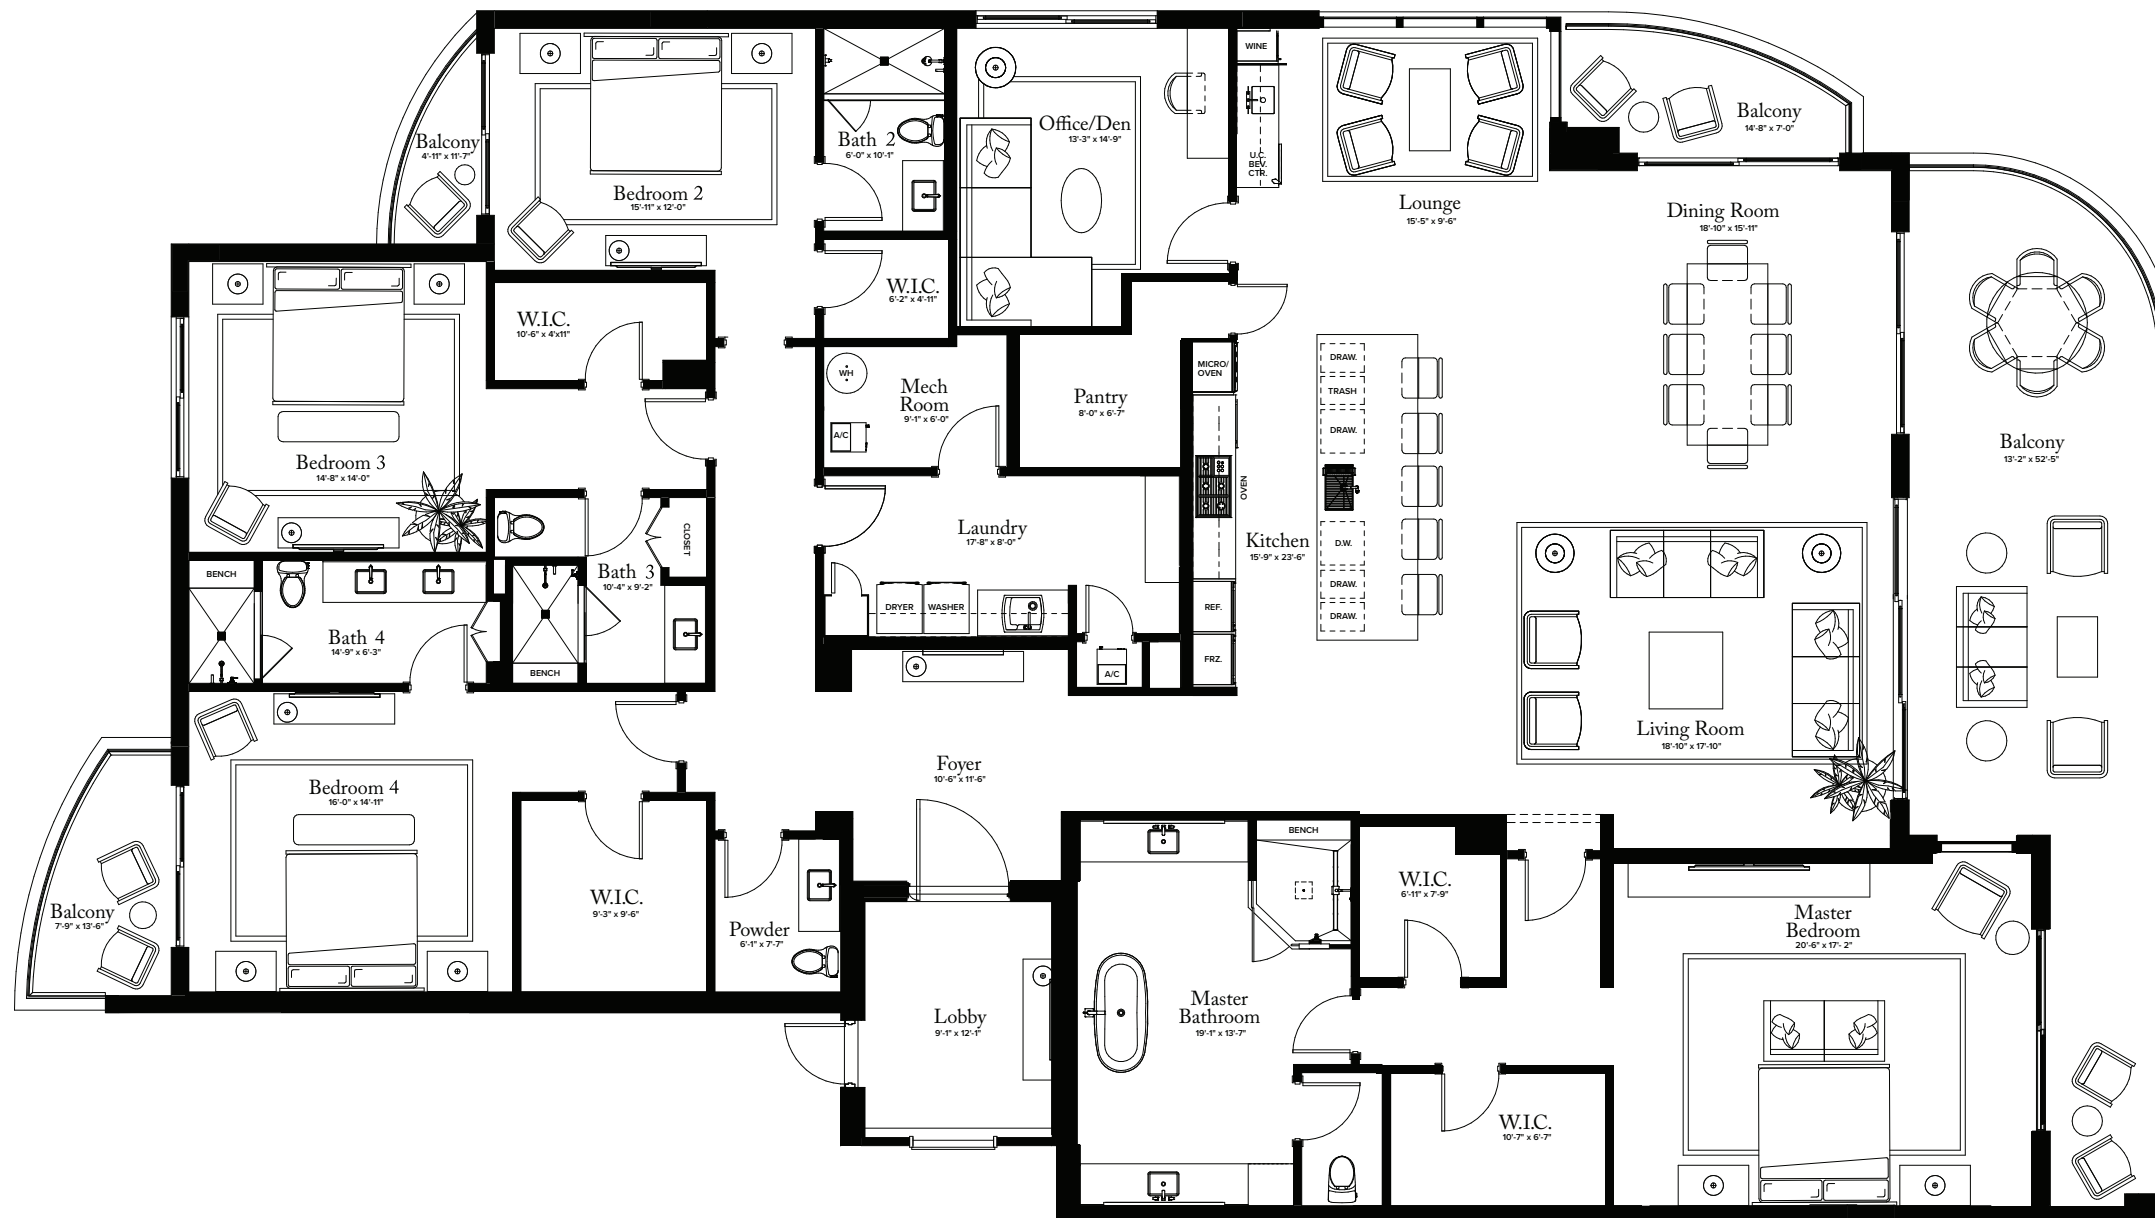 WINE
Balcony
4'-11" x 11'-7"
Bedroom 2
15'-11" x 12'-0"
Bath 2
6'-0" x 10'-1"
Office/Den
13'-3" x 14'-9"
U.C.
BEV.
CTR.
Lounge
15'-5" x 9'-6"
Balcony
14'-8" x 7'-0"
Dining Room
18'-10" x 15'-11"
W.I.C.
6'-2" x 4'-11"
W.I.C.
10'-6" x 4'x11"
WH
A/C
Mech
Room
9'-1" x 6'-0"
Pantry
8'-0" x 6'-7"
MICRO/
OVEN
DRAW.
TRASH
DRAW.
Bedroom 3
14'-8" x 14'-0"
Balcony
13'-2" x 52'-5"
OVEN
CLOSET
Laundry
17'-8" x 8'-0"
Kitchen
15'-9" x 23'-6"
D.W.
DRAW.
DRAW.
BENCH
Bath 3
10'-4" x 9'-2"
DRYER
WASHER
REF.
FRZ.
Bath 4
14'-9" x 6'-3"
BENCH
A/C
Living Room
18'-10" x 17'-10"
Foyer
10'-6" x 11'-6"
Bedroom 4
16'-0" x 14'-11"
BENCH
W.I.C.
6'-11" x 7'-9"
W.I.C.
9'-3" x 9'-6"
Balcony
7'-9" x 13'-6"
Powder
6'-1" x 7'-7"
Master
Bedroom
20'-6" x 17'- 2"
Lobby
9'-1" x 12'-1"
Master
Bathroom
19'-1" x 13'-7"
W.I.C.
10'-7" x 6'-7"